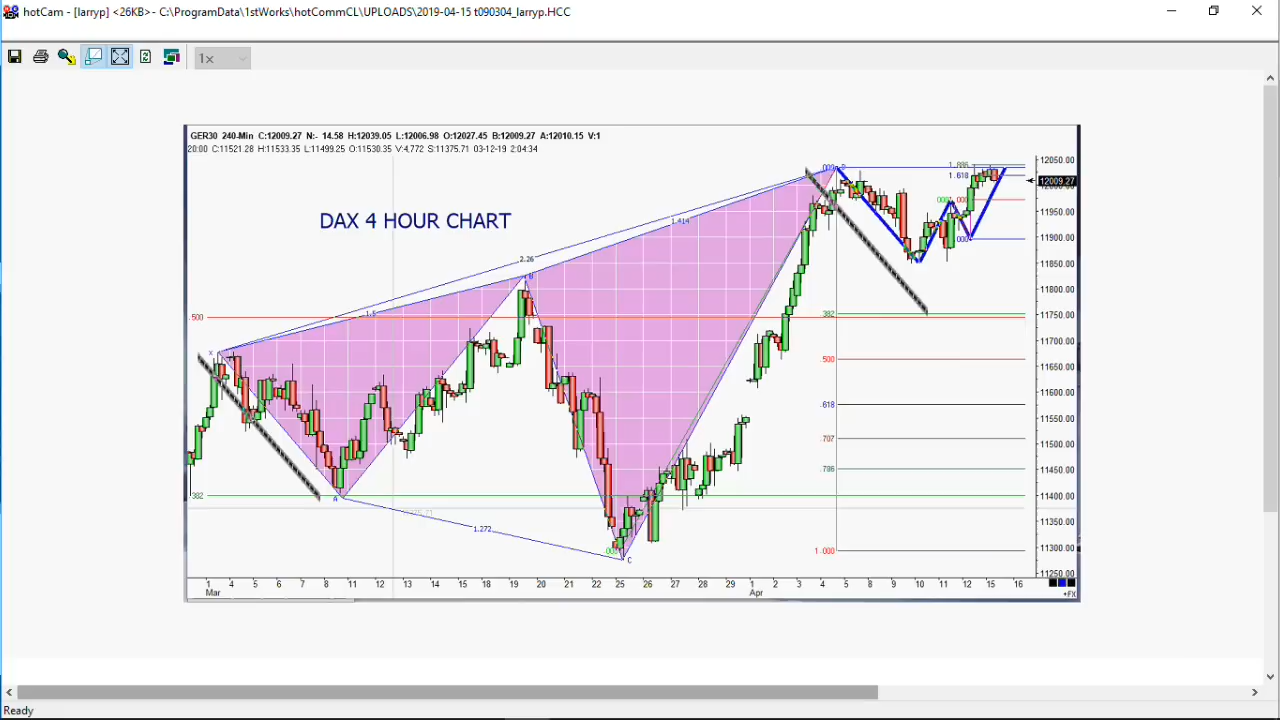 hotCam - [larryp] <26KB>- C:\ProgramData\1stWorks\hotCommCL\UPLOADS\2019-04-15 t090304_larryp.HCC
1x
GER30 240-Min C:12009.27 N:- 14.58 H:12039.05 L:12006.98 O:12027.45 B:12009.27 A:12010.15 V:1
20:00 C:11521.28 H:11533.35 L:11499.25 O:11530.35 V:4,772 S:11375.71 03-12-19 2:04:34
DAX 4 HOUR CHART
12050.00
1.618
12009.27
12000.00
11950.00
11900.00
11850.00
11800.00
11750.00
11700.00
11650.00
11600.00
11550.00
11500.00
11450.00
11400.00
11350.00
11300.00
11250.00
1.414
2.26
B
1.5
.500
X
.382
.500
.618
.707
.786
1.000
.382
A
1.272
C
1 4 5 6 7 8 11 12 13 14 15 18 19 20 21 22 25 26 27 28 29 1 2 3 4 5 8 9 10 11 12 15 16
Mar Apr
+FX
Ready